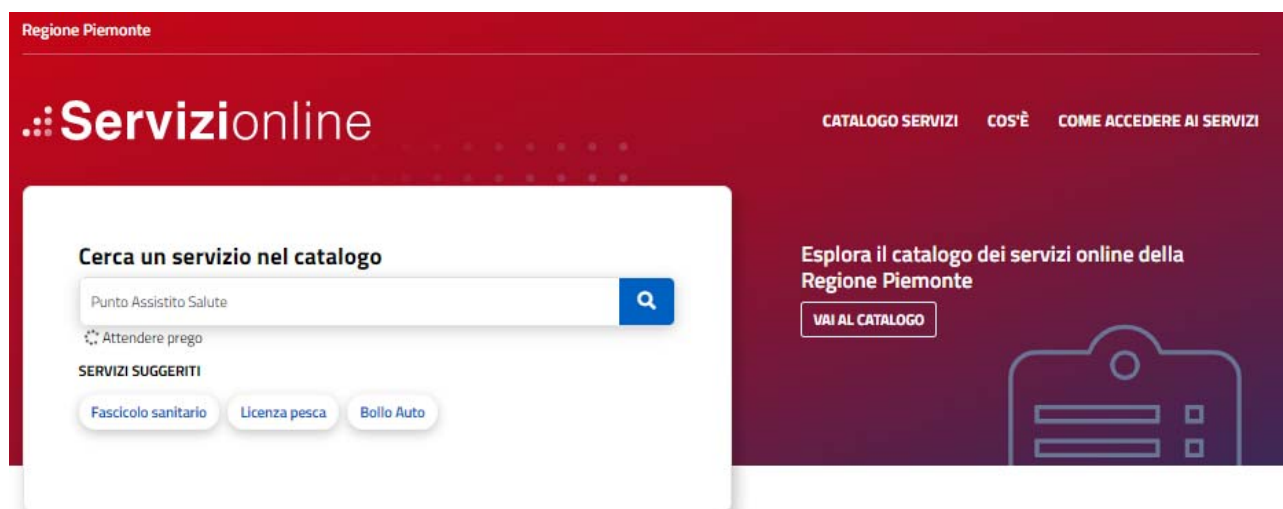 Regione Piemonte
Servizionline
CATALOGO SERVIZI COS'È COME ACCEDERE AI SERVIZI
Cerca un servizio nel catalogo
Punto Assistito Salute
Attendere prego
SERVIZI SUGGERITI
Fascicolo sanitario Licenza pesca Bollo Auto
Esplora il catalogo dei servizi online della
Regione Piemonte
VAI AL CATALOGO